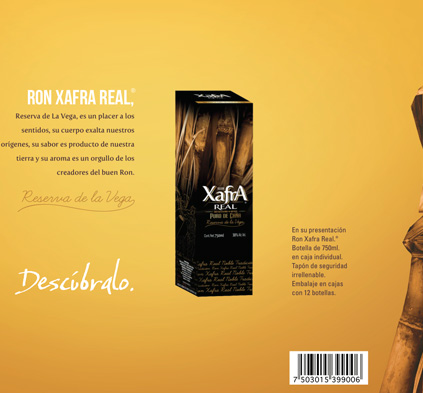 RON XAFRA REAL,®
Reserva de La Vega, es un placer a los
sentidos, su cuerpo exalta nuestros
orígenes, su sabor es producto de nuestra
tierra y su aroma es un orgullo de los
creadores del buen Ron.
Reserva de la Vega
Descúbralo.
RON
XafrA
REAL
PURO DE CAÑA
Reserva de la Vega
En su presentación
Ron Xafra Real.®
Botella de 750ml.
en caja individual.
Tapón de seguridad
irrellenable.
Embalaje en cajas
con 12 botellas.
7 503015 399006